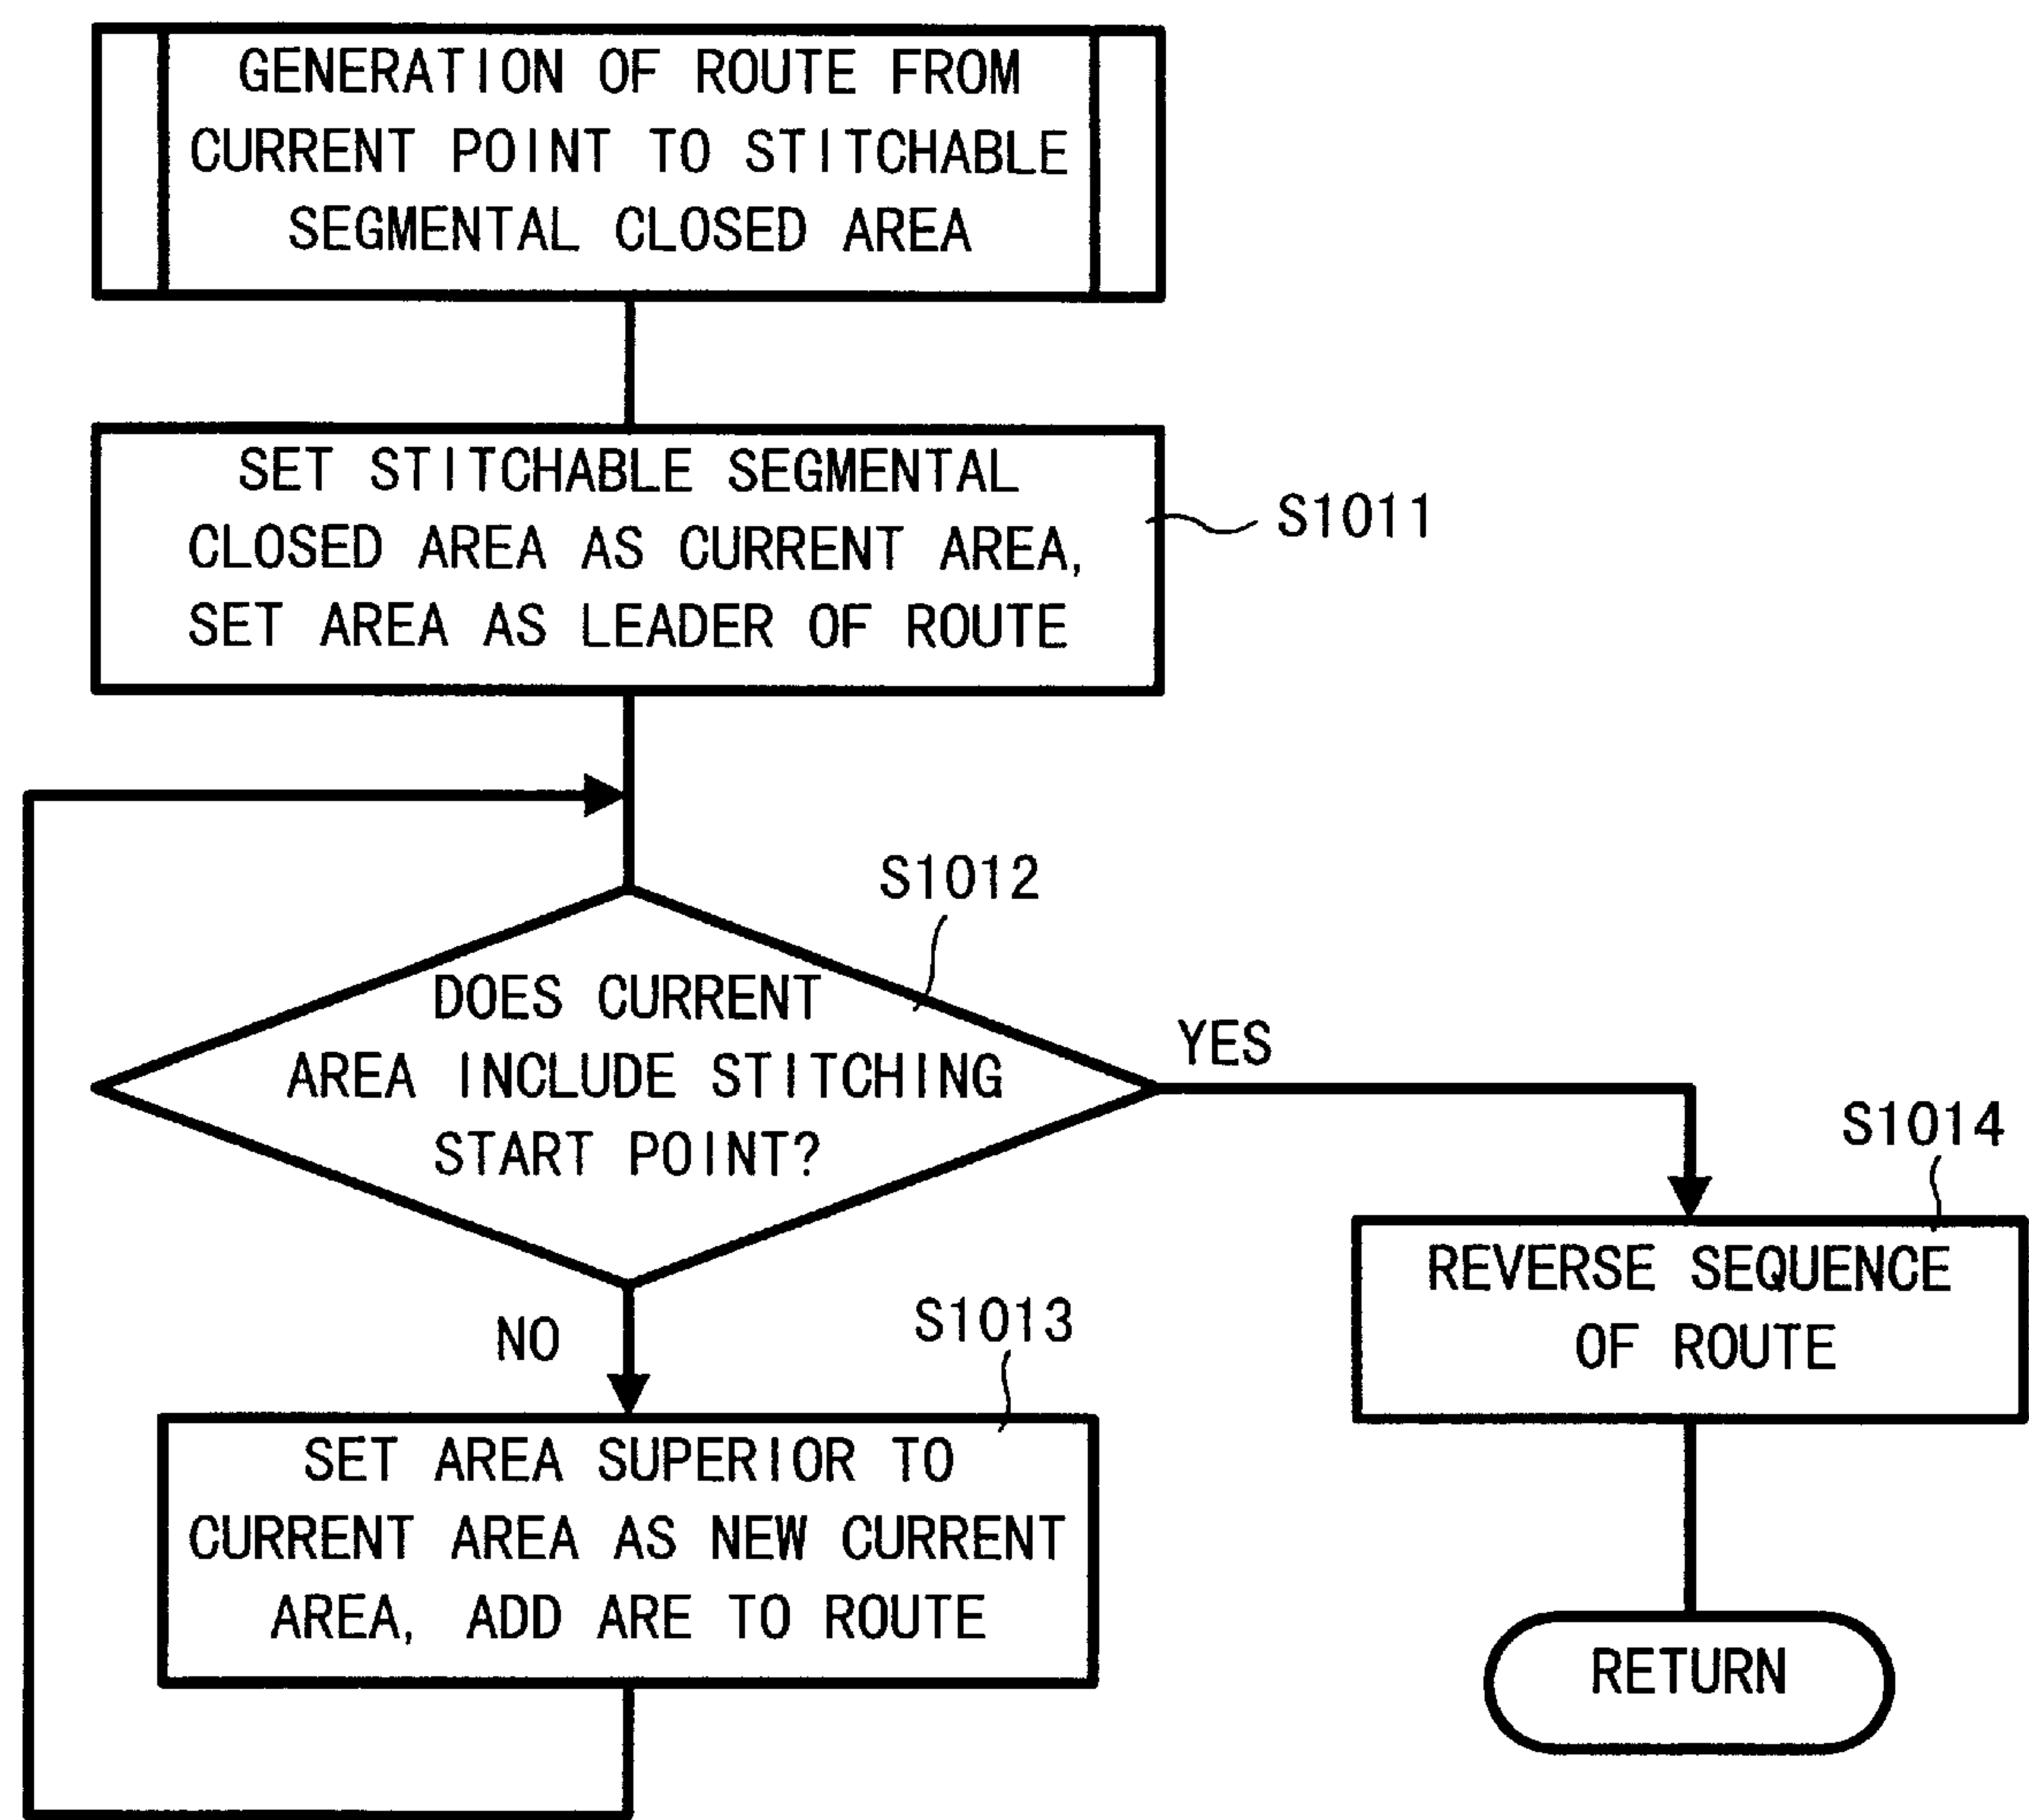 GENERATION OF ROUTE FROM
CURRENT POINT TO STITCHABLE
SEGMENTAL CLOSED AREA
SET STITCHABLE SEGMENTAL
CLOSED AREA AS CURRENT AREA,
SET AREA AS LEADER OF ROUTE
S1011
S1012
DOES CURRENT
AREA INCLUDE STITCHING
START POINT?
YES
NO
S1013
SET AREA SUPERIOR TO
CURRENT AREA AS NEW CURRENT
AREA, ADD ARE TO ROUTE
S1014
REVERSE SEQUENCE
OF ROUTE
RETURN